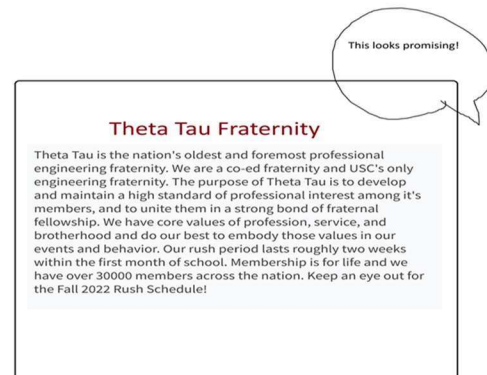 This looks promising!
Theta Tau Fraternity
Theta Tau is the nation's oldest and foremost professional
engineering fraternity. We are a co-ed fraternity and USC's only
engineering fraternity. The purpose of Theta Tau is to develop
and maintain a high standard of professional interest among it's
members, and to unite them in a strong bond of fraternal
fellowship. We have core values of profession, service, and
brotherhood and do our best to embody those values in our
events and behavior. Our rush period lasts roughly two weeks
within the first month of school. Membership is for life and we
have over 30000 members across the nation. Keep an eye out for
the Fall 2022 Rush Schedule!